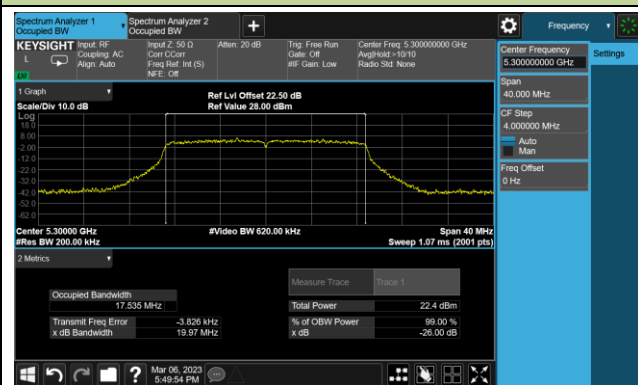 Spectrum Analyzer 1
Occupied BW
Spectrum Analyzer 2
Occupied BW
+
Frequency
KEYSIGHT
L
Input: RF
Coupling: AC
Align: Auto
Input Z: 50 Ω
Corr CCorr
Freq Ref: Int (S)
NFE: Off
Atten: 20 dB
Trig: Free Run
Gate: Off
#IF Gain: Low
Center Freq: 5.300000000 GHz
Avg|Hold:>10/10
Radio Std: None
Center Frequency
5.300000000 GHz
Settings
Span
40.000 MHz
CF Step
4.000000 MHz
Auto
Man
Freq Offset
0 Hz
1 Graph
Scale/Div 10.0 dB
Ref Lvl Offset 22.50 dB
Ref Value 28.00 dBm
Log
18.0
8.00
-2.00
-12.0
-22.0
-32.0
-42.0
-52.0
-62.0
Center 5.30000 GHz
#Res BW 200.00 kHz
#Video BW 620.00 kHz
Span 40 MHz
Sweep 1.07 ms (2001 pts)
2 Metrics
Measure Trace
Trace 1
Occupied Bandwidth
17.535 MHz
Total Power
22.4 dBm
Transmit Freq Error
-3.826 kHz
% of OBW Power
99.00 %
x dB Bandwidth
19.97 MHz
x dB
-26.00 dB
?
Mar 06, 2023
5:49:54 PM